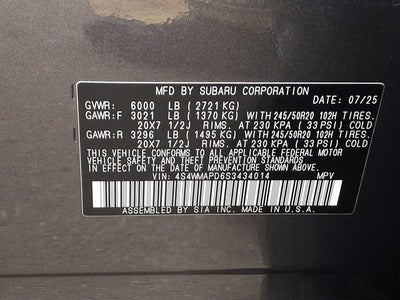 MFD BY SUBARU CORPORATION
GVWR: 6000 LB (2721 KG) DATE: 07/25
GAWR:F 3021 LB (1370 KG) WITH 245/50R20 102H TIRES.
20X7 1/2J RIMS. AT 230 KPA (33 PSI) COLD
GAWR:R 3296 LB (1495 KG) WITH 245/50R20 102H TIRES.
20X7 1/2J RIMS. AT 230 KPA (33 PSI) COLD
THIS VEHICLE CONFORMS TO ALL APPLICABLE FEDERAL MOTOR
VEHICLE SAFETY AND THEFT PREVENTION STANDARDS
IN EFFECT ON THE DATE OF MANUFACTURE SHOWN ABOVE.
VIN: 4S4WMAPD6S3434014 MPV
ASSEMBLED BY SIA INC. MADE IN U.S.A.